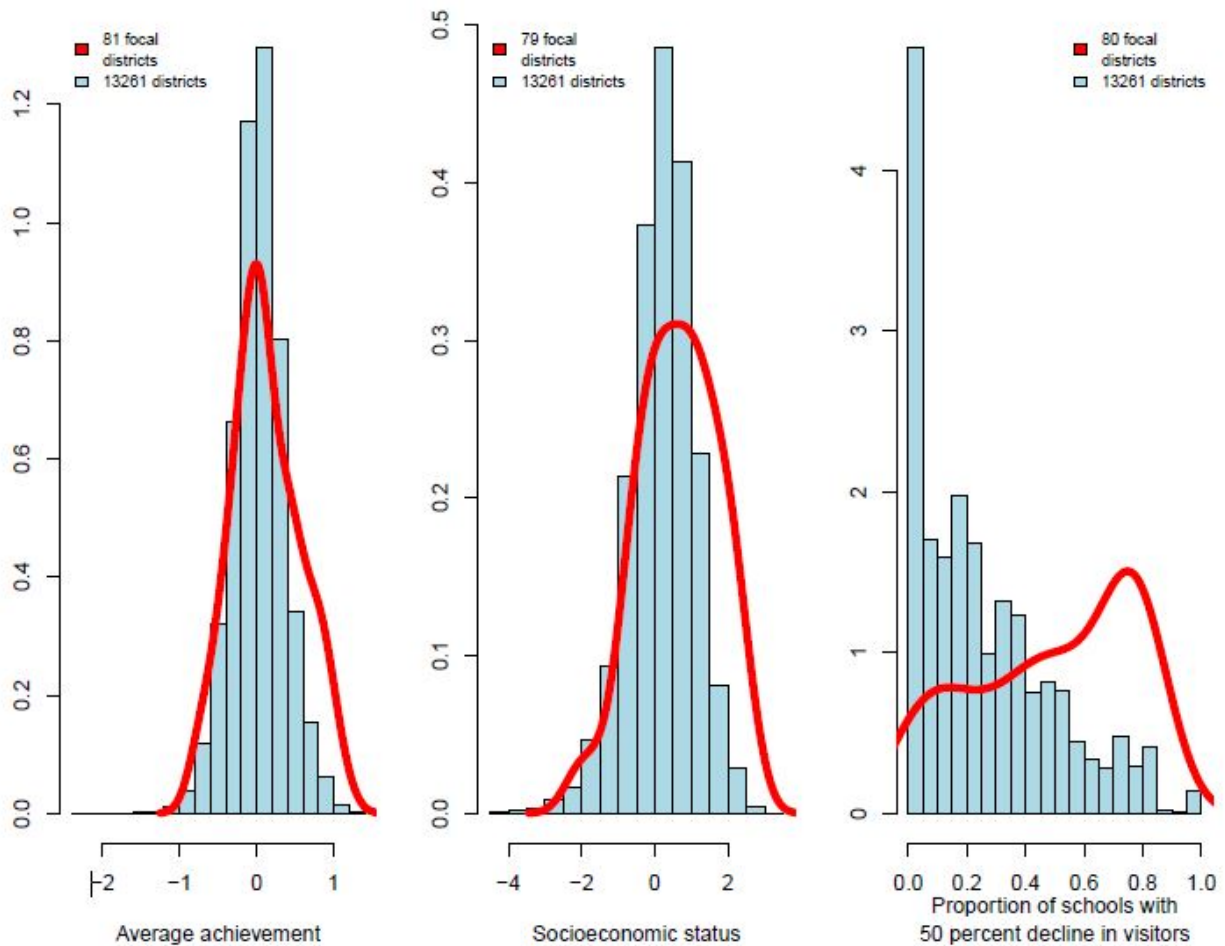 81 focal
districts
13261 districts
0.0
0.2
0.4
0.6
0.8
1.0
1.2
−2
−1
0
1
Average achievement
79 focal
districts
13261 districts
0.0
0.1
0.2
0.3
0.4
0.5
−4
−2
0
2
Socioeconomic status
80 focal
districts
13261 districts
0
1
2
3
4
0.0
0.2
0.4
0.6
0.8
1.0
Proportion of schools with
50 percent decline in visitors